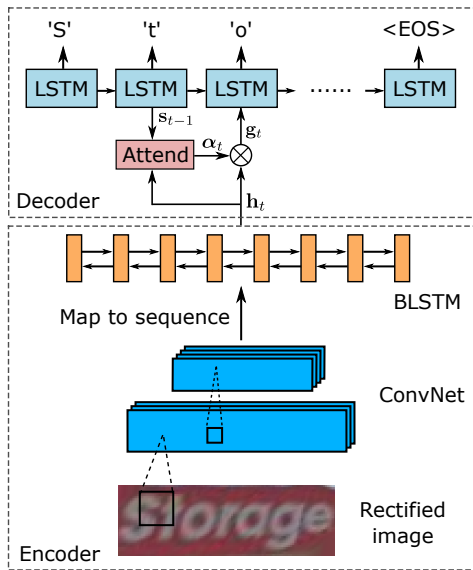 'S' 't' 'o' <EOS>
LSTM LSTM LSTM ...... LSTM
s_{t-1}
g_t
Attend α_t
Decoder
h_t
BLSTM
Map to sequence
ConvNet
Storage
Rectified
image
Encoder